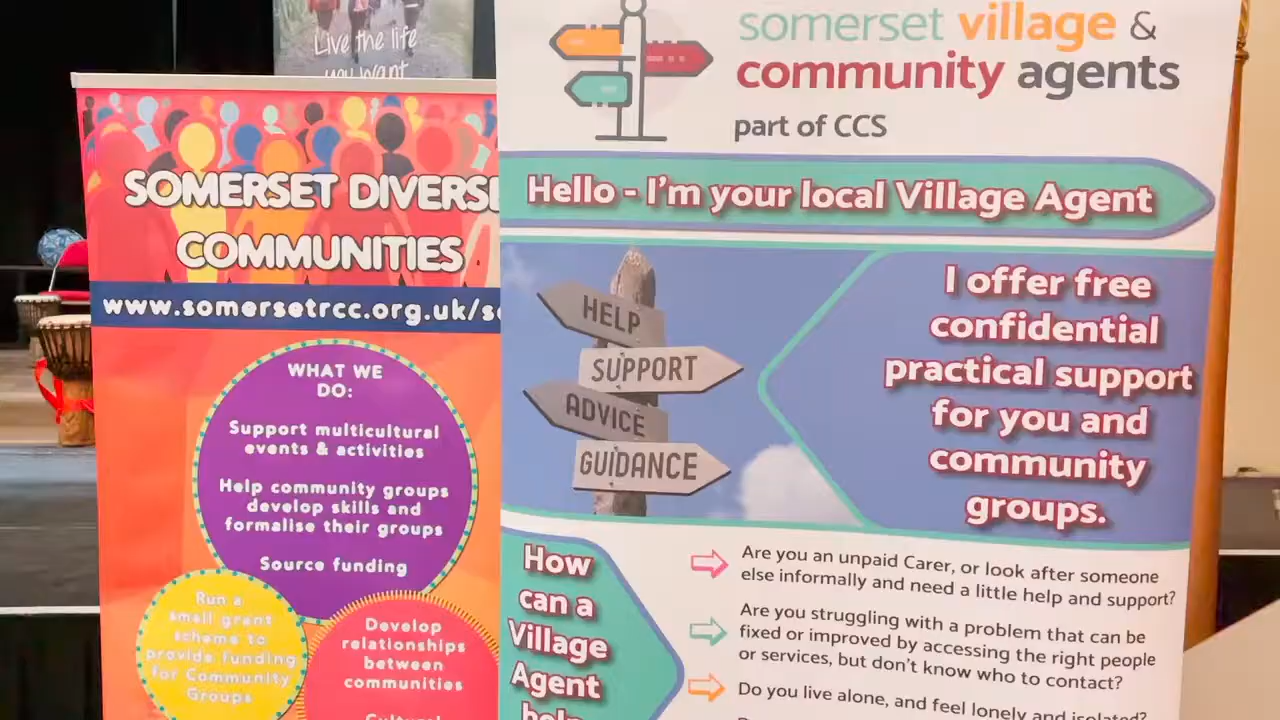 Live the life
you want
SOMERSET DIVERSE
COMMUNITIES
www.somersetrcc.org.uk/s
WHAT WE
DO:
Support multicultural
events & activities
Help community groups
develop skills and
formalise their groups
Source funding
Run a
small grant
scheme to
provide funding
for Community
Groups
Develop
relationships
between
communities
Cultural
somerset village &
community agents
part of CCS
Hello - I'm your local Village Agent
HELP
SUPPORT
ADVICE
GUIDANCE
I offer free
confidential
practical support
for you and
community
groups.
How
can a
Village
Agent
help
Are you an unpaid Carer, or look after someone
else informally and need a little help and support?
Are you struggling with a problem that can be
fixed or improved by accessing the right people
or services, but don't know who to contact?
Do you live alone, and feel lonely and isolated?